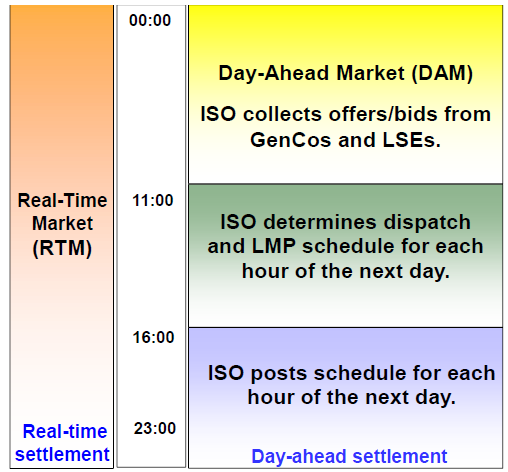 00:00
Day-Ahead Market (DAM)
ISO collects offers/bids from
GenCos and LSEs.
Real-Time
Market
(RTM)
11:00
ISO determines dispatch
and LMP schedule for each
hour of the next day.
16:00
ISO posts schedule for each
hour of the next day.
23:00
Real-time
settlement
Day-ahead settlement